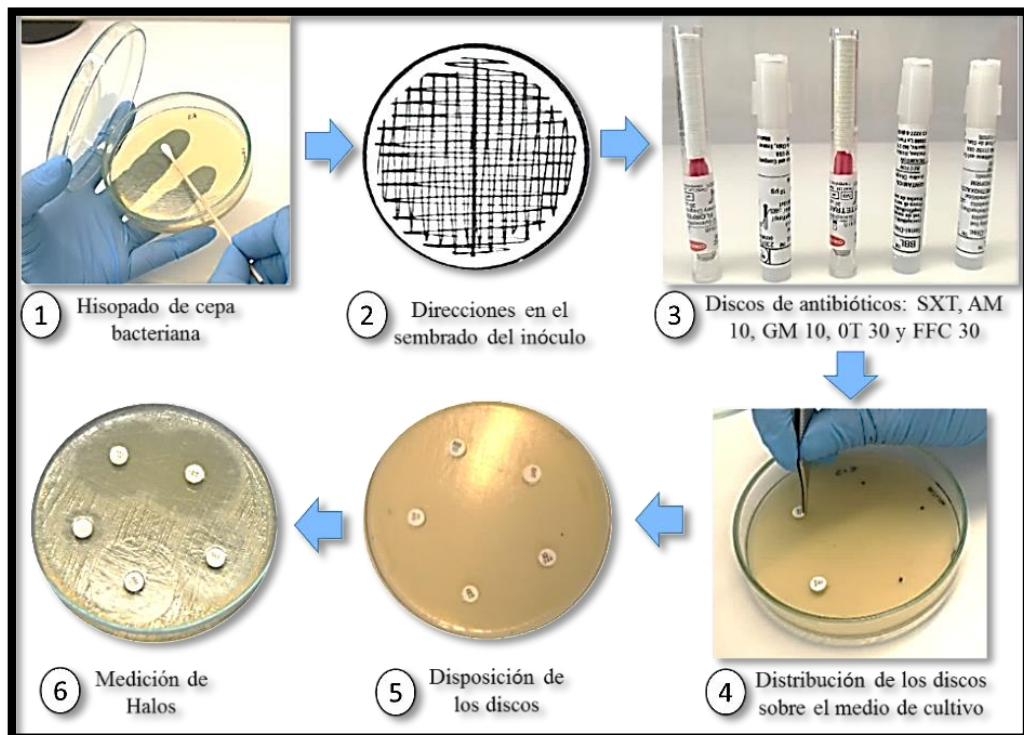 1
Hisopado de cepa
bacteriana
2
Direcciones en el
sembrado del inóculo
3
Discos de antibióticos: SXT, AM
10, GM 10, 0T 30 y FFC 30
BBL
4
Distribución de los discos
sobre el medio de cultivo
5
Disposición de
los discos
6
Medición de
Halos